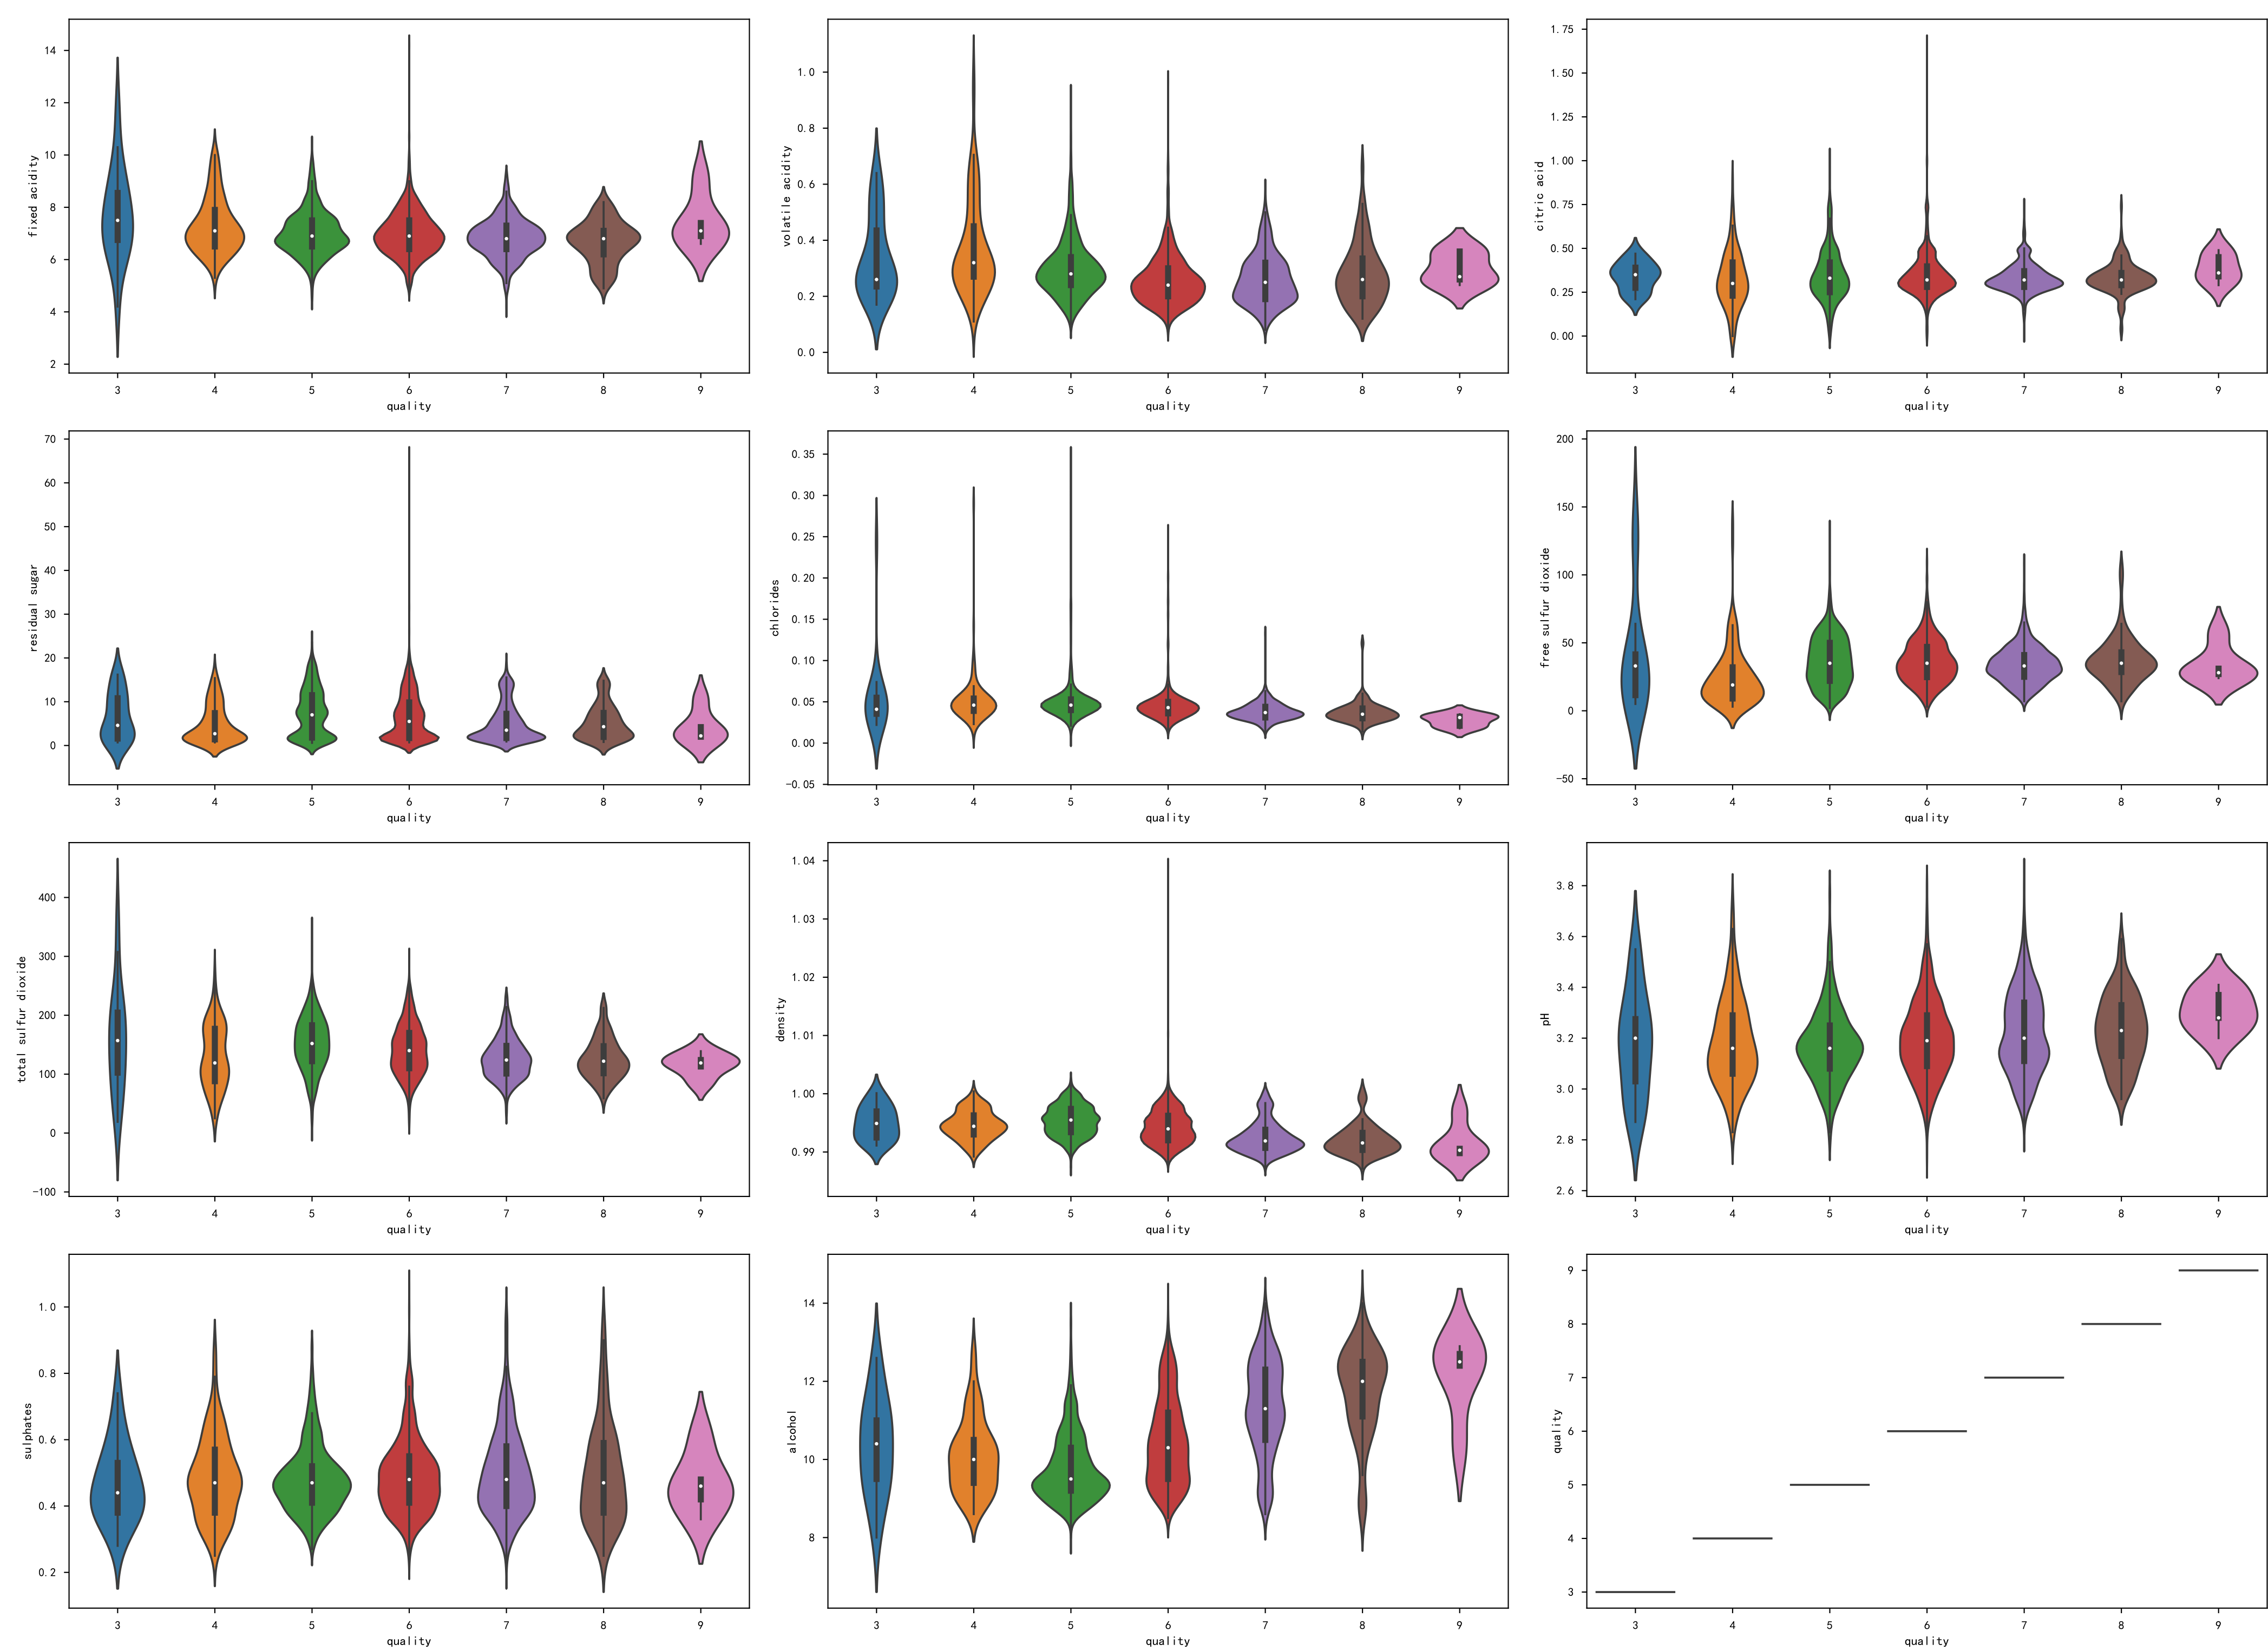 14
12
10
8
6
4
2
fixed acidity
3 4 5 6 7 8 9
quality
1.0
0.8
0.6
0.4
0.2
0.0
volatile acidity
3 4 5 6 7 8 9
quality
1.75
1.50
1.25
1.00
0.75
0.50
0.25
0.00
citric acid
3 4 5 6 7 8 9
quality
70
60
50
40
30
20
10
0
residual sugar
3 4 5 6 7 8 9
quality
0.35
0.30
0.25
0.20
0.15
0.10
0.05
0.00
-0.05
chlorides
3 4 5 6 7 8 9
quality
200
150
100
50
0
-50
free sulfur dioxide
3 4 5 6 7 8 9
quality
400
300
200
100
0
-100
total sulfur dioxide
3 4 5 6 7 8 9
quality
1.04
1.03
1.02
1.01
1.00
0.99
density
3 4 5 6 7 8 9
quality
3.8
3.6
3.4
3.2
3.0
2.8
2.6
pH
3 4 5 6 7 8 9
quality
1.0
0.8
0.6
0.4
0.2
sulphates
3 4 5 6 7 8 9
quality
14
12
10
8
alcohol
3 4 5 6 7 8 9
quality
9
8
7
6
5
4
3
quality
3 4 5 6 7 8 9
quality